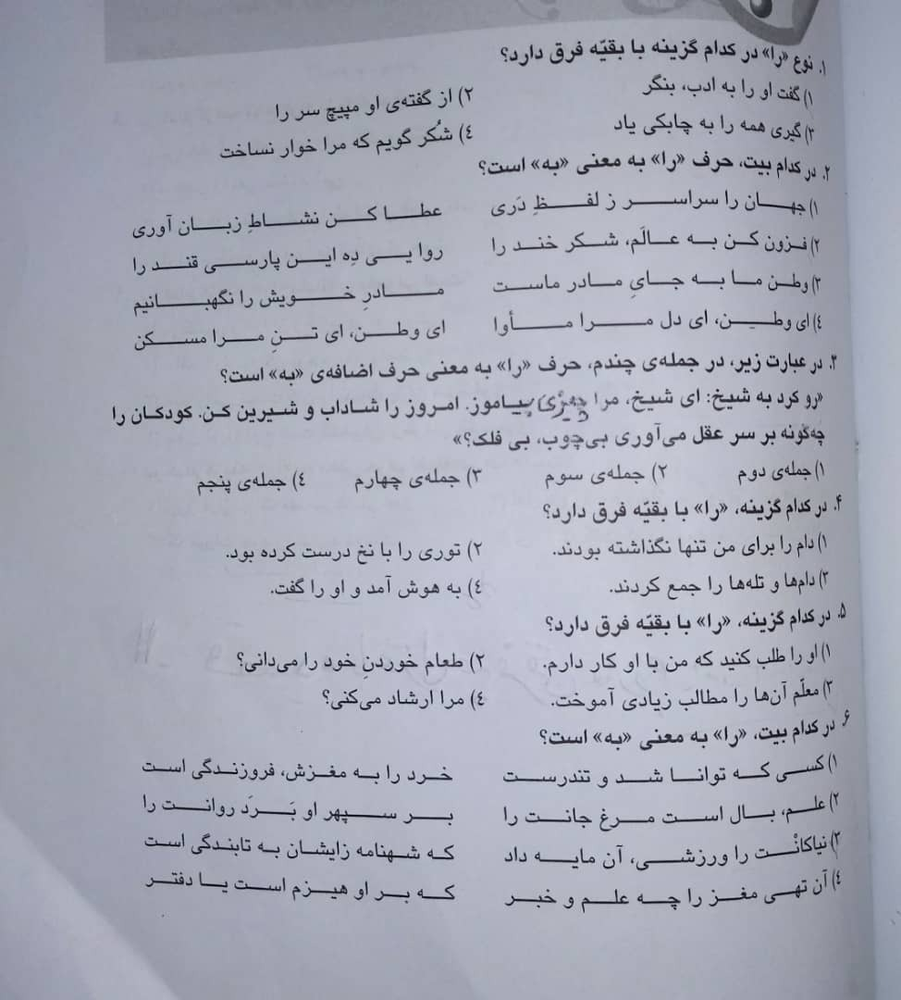 ۱. نوع «را» در کدام گزینه با بقیّه فرق دارد؟
۱) گفت او را به ادب، بنگر ۲) از گفته‌ی او مپیچ سر را
۳) گیری همه را به چابکی یاد ۴) شُکر گویم که مرا خوار نساخت
۲. در کدام بیت، حرف «را» به معنی «به» است؟
۱) جهان را سراسر ز لفظِ دَری عطا کن نشاطِ زبان آوری
۲) فزون کن به عالَم، شکر خند را روا یی دِه این پارسی قند را
۳) وطن ما به جایِ مادر ماست مادرِ خویش را نگهبانیم
۴) ای وطن، ای دل مرا مأوا ای وطن، ای تنِ مرا مسکن
۳. در عبارت زیر، در جمله‌ی چندم، حرف «را» به معنی حرف اضافه‌ی «به» است؟
«رو کرد به شیخ: ای شیخ، مرا چیزی بیاموز. امروز را شاداب و شیرین کن. کودکان را
چه‌گونه بر سر عقل می‌آوری بی‌چوب، بی فلک؟»
۱) جمله‌ی دوم ۲) جمله‌ی سوم ۳) جمله‌ی چهارم ۴) جمله‌ی پنجم
۴. در کدام گزینه، «را» با بقیّه فرق دارد؟
۱) دام را برای من تنها نگذاشته بودند. ۲) توری را با نخ درست کرده بود.
۳) دام‌ها و تله‌ها را جمع کردند. ۴) به هوش آمد و او را گفت.
۵. در کدام گزینه، «را» با بقیّه فرق دارد؟
۱) او را طلب کنید که من با او کار دارم. ۲) طعام خوردنِ خود را می‌دانی؟
۳) معلّم آن‌ها را مطالب زیادی آموخت. ۴) مرا ارشاد می‌کنی؟
۶. در کدام بیت، «را» به معنی «به» است؟
۱) کسی که توانا شد و تندرست خرد را به مغزش، فروزندگی است
۲) علم، بال است مرغ جانت را بر سپهر او بَرَد روانت را
۳) نیاکانْت را ورزشی، آن مایه داد که شهنامه زایشان به تابندگی است
۴) آن تهی مغز را چه علم و خبر که بر او هیزم است یا دفتر